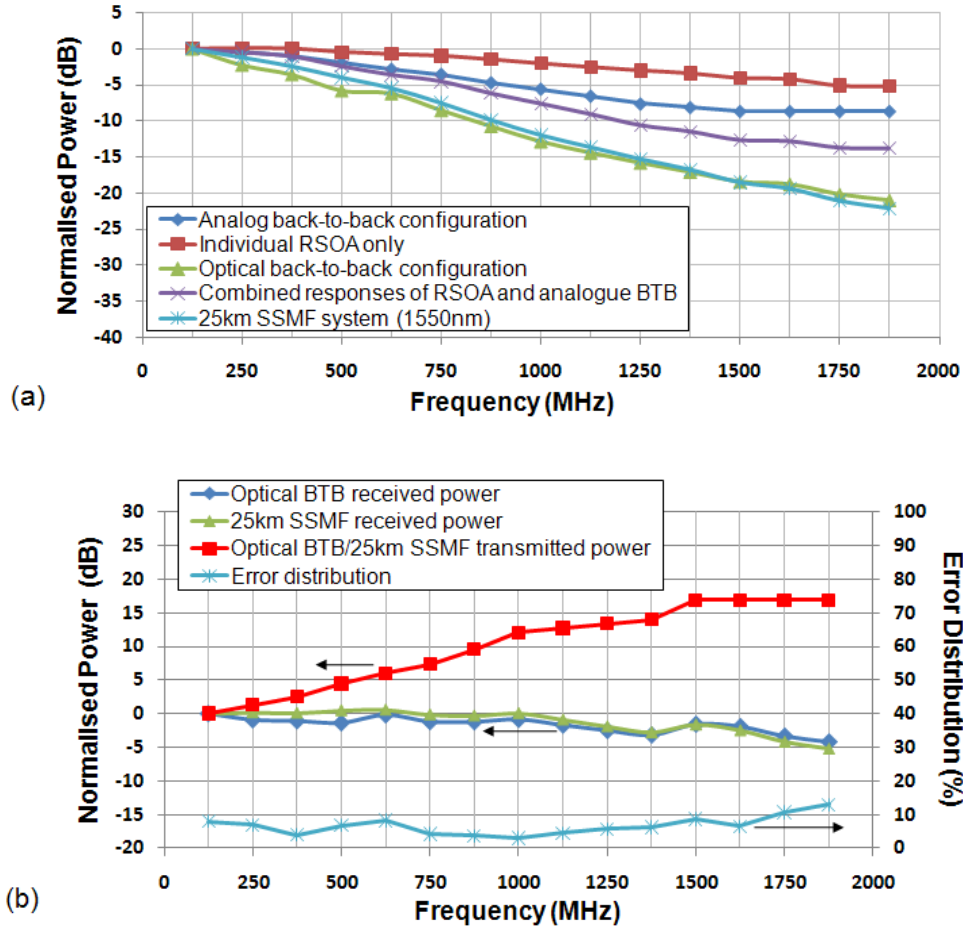 5
0
-5
-10
-15
-20
-25
-30
-35
-40
Normallsed Power (dB)
Analog back-to-back configuration
Individual RSOA only
Optical back-to-back configuration
Combined responses of RSOA and analogue BTB
25km SSMF system (1550nm)
0 250 500 750 1000 1250 1500 1750 2000
Frequency (MHz)
(a)
Optical BTB received power
25km SSMF received power
Optical BTB/25km SSMF transmitted power
Error distribution
30
25
20
15
10
5
0
-5
-10
-15
-20
Normalised Power (dB)
100
90
80
70
60
50
40
30
20
10
0
Error Distribution (%)
0 250 500 750 1000 1250 1500 1750 2000
Frequency (MHz)
(b)